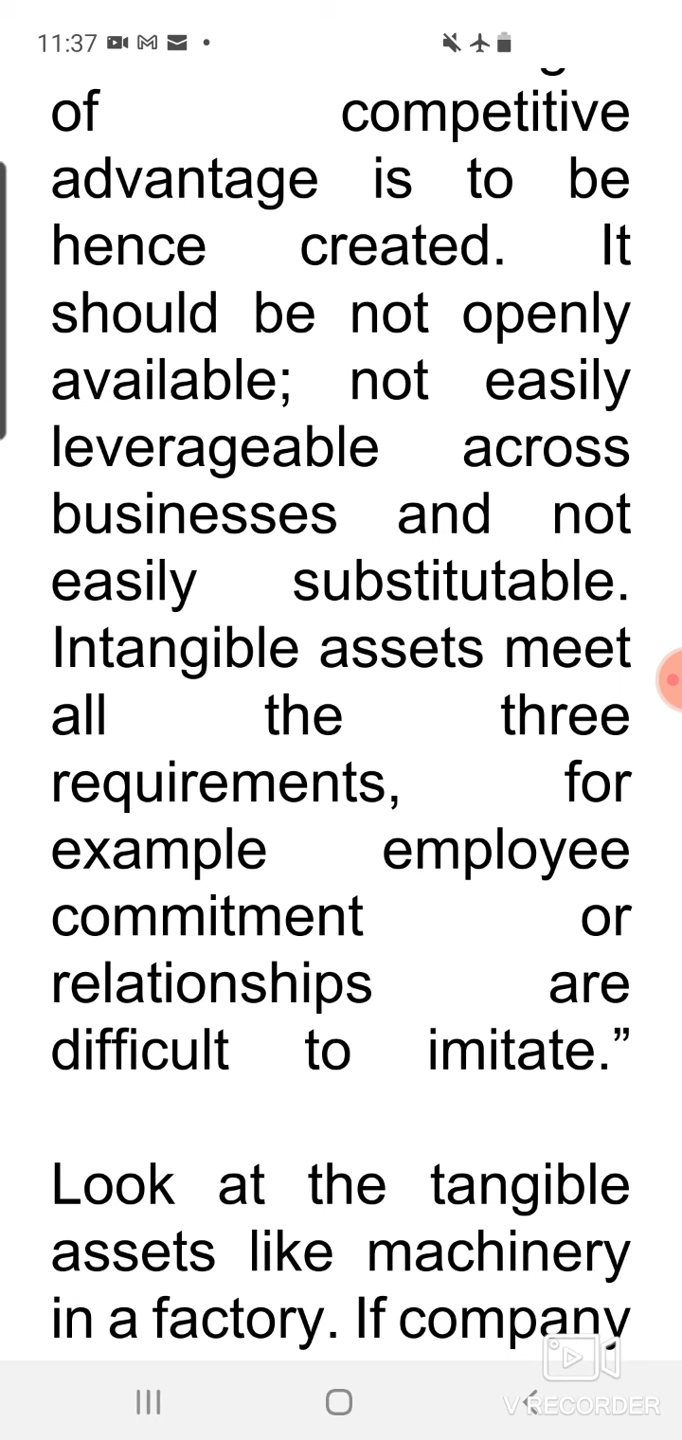 11:37
of competitive
advantage is to be
hence created. It
should be not openly
available; not easily
leverageable across
businesses and not
easily substitutable.
Intangible assets meet
all the three
requirements, for
example employee
commitment or
relationships are
difficult to imitate.”
Look at the tangible
assets like machinery
in a factory. If company
V RECORDER